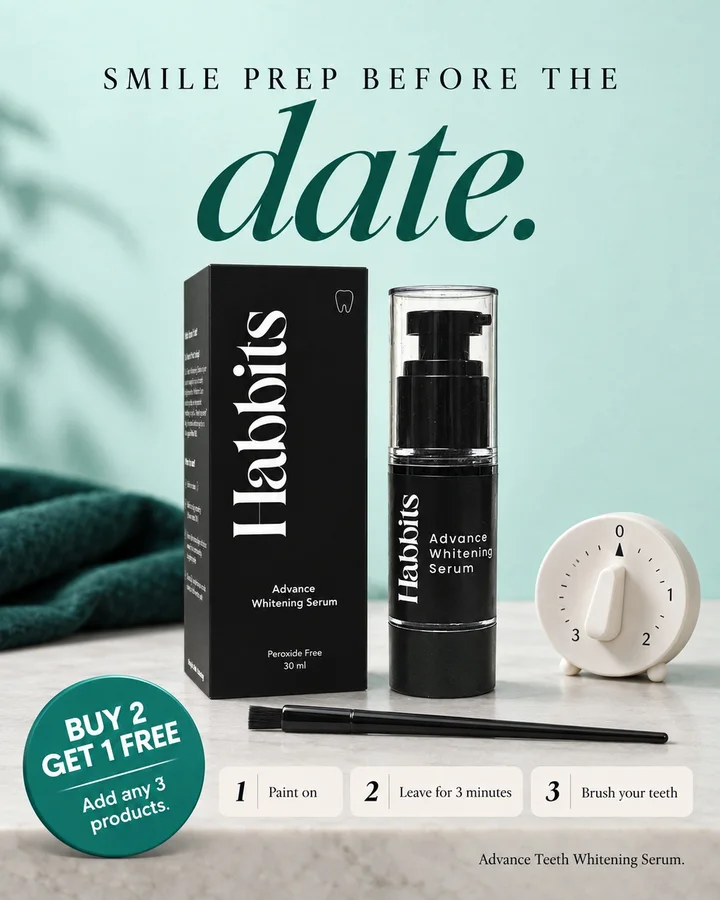 SMILE PREP BEFORE THE
date.
Habbits
Advance
Whitening Serum
Peroxide Free
30 ml
Habbits
Advance
Whitening
Serum
0
1
2
3
BUY 2
GET 1 FREE
Add any 3
products.
1 Paint on
2 Leave for 3 minutes
3 Brush your teeth
Advance Teeth Whitening Serum.